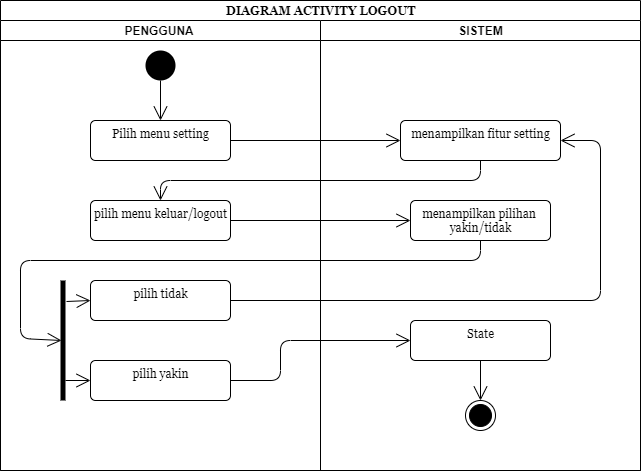 DIAGRAM ACTIVITY LOGOUT
PENGGUNA
SISTEM
Pilih menu setting
menampilkan fitur setting
pilih menu keluar/logout
menampilkan pilihan
yakin/tidak
pilih tidak
State
pilih yakin